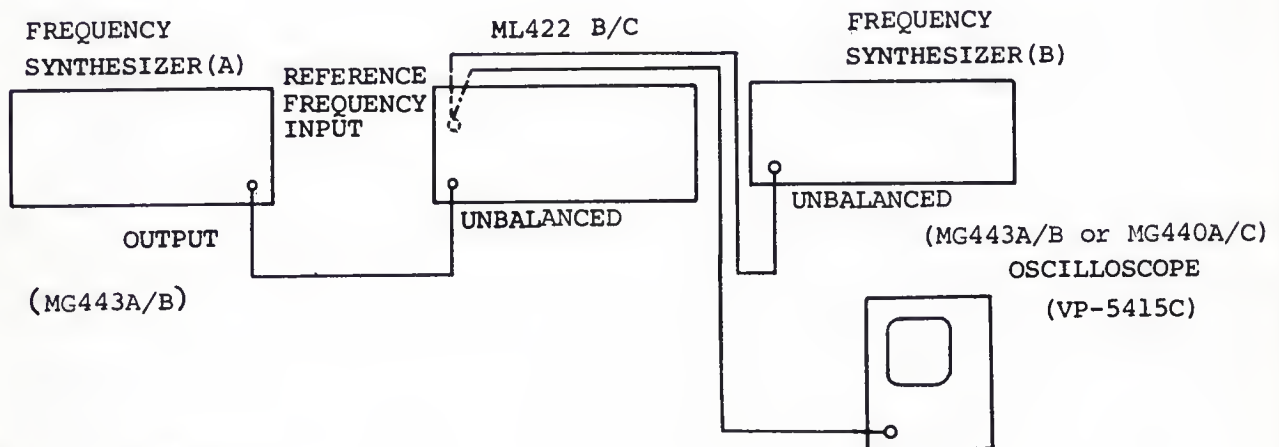 FREQUENCY
SYNTHESIZER(A)
REFERENCE
FREQUENCY
INPUT
ML422 B/C
FREQUENCY
SYNTHESIZER(B)
OUTPUT
UNBALANCED
UNBALANCED
(MG443A/B)
(MG443A/B or MG440A/C)
OSCILLOSCOPE
(VP-5415C)